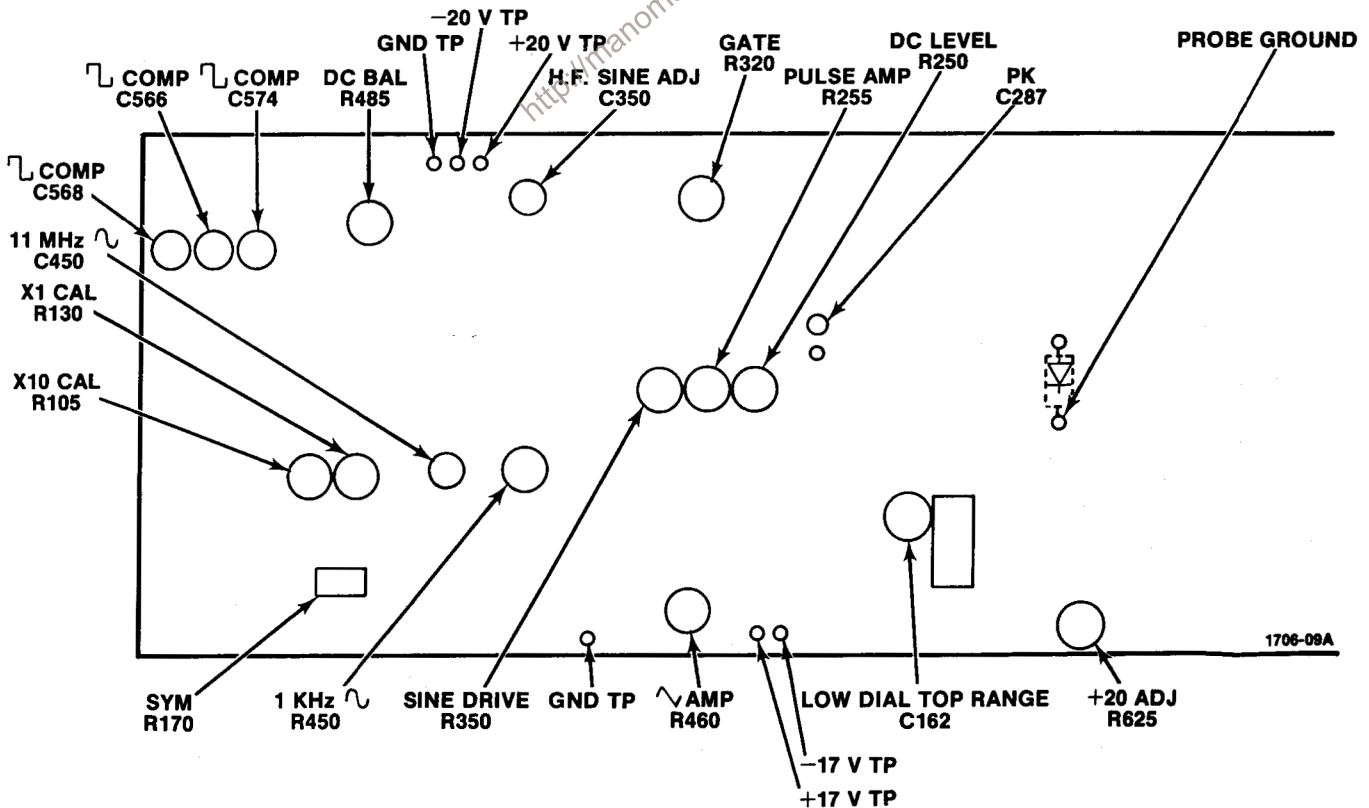 −20 V TP
GND TP
+20 V TP
http://manoma
GATE
R320
DC LEVEL
R250
PROBE GROUND
COMP
C566
COMP
C574
DC BAL
R485
H.F. SINE ADJ
C350
PULSE AMP
R255
PK
C287
COMP
C568
11 MHz
C450
X1 CAL
R130
X10 CAL
R105
1706-09A
SYM
R170
1 KHz
R450
SINE DRIVE
R350
GND TP
AMP
R460
LOW DIAL TOP RANGE
C162
+20 ADJ
R625
−17 V TP
+17 V TP